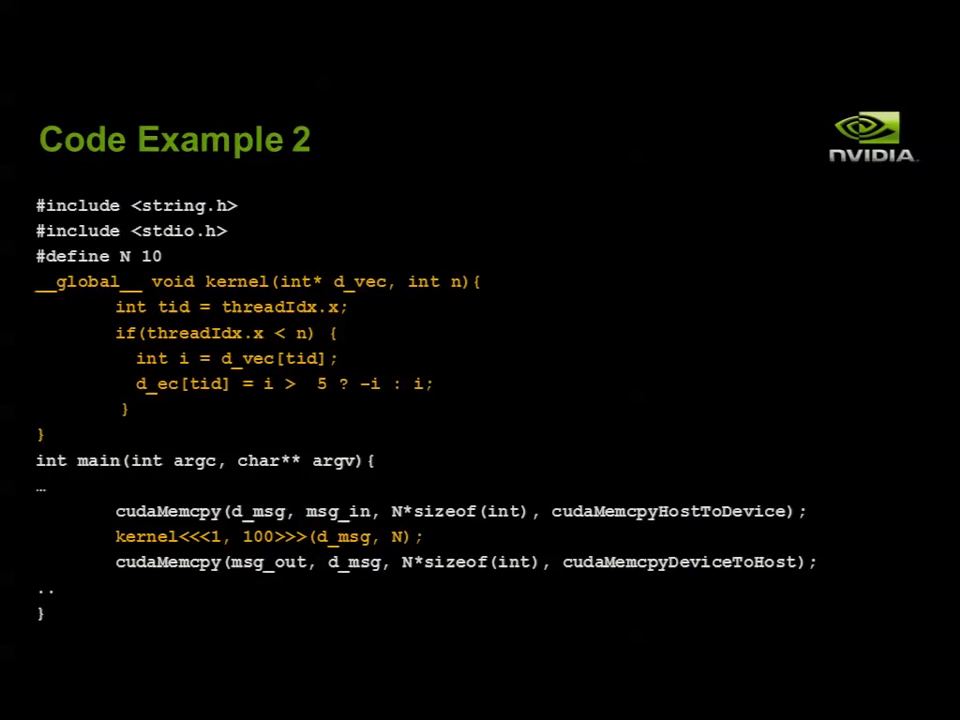 Code Example 2
NVIDIA
#include <string.h>
#include <stdio.h>
#define N 10
__global__ void kernel(int* d_vec, int n){
int tid = threadIdx.x;
if(threadIdx.x < n) {
int i = d_vec[tid];
d_ec[tid] = i >  5 ? –i : i;
}
}
int main(int argc, char** argv){
…
cudaMemcpy(d_msg, msg_in, N*sizeof(int), cudaMemcpyHostToDevice);
kernel<<<1, 100>>>(d_msg, N);
cudaMemcpy(msg_out, d_msg, N*sizeof(int), cudaMemcpyDeviceToHost);
..
}